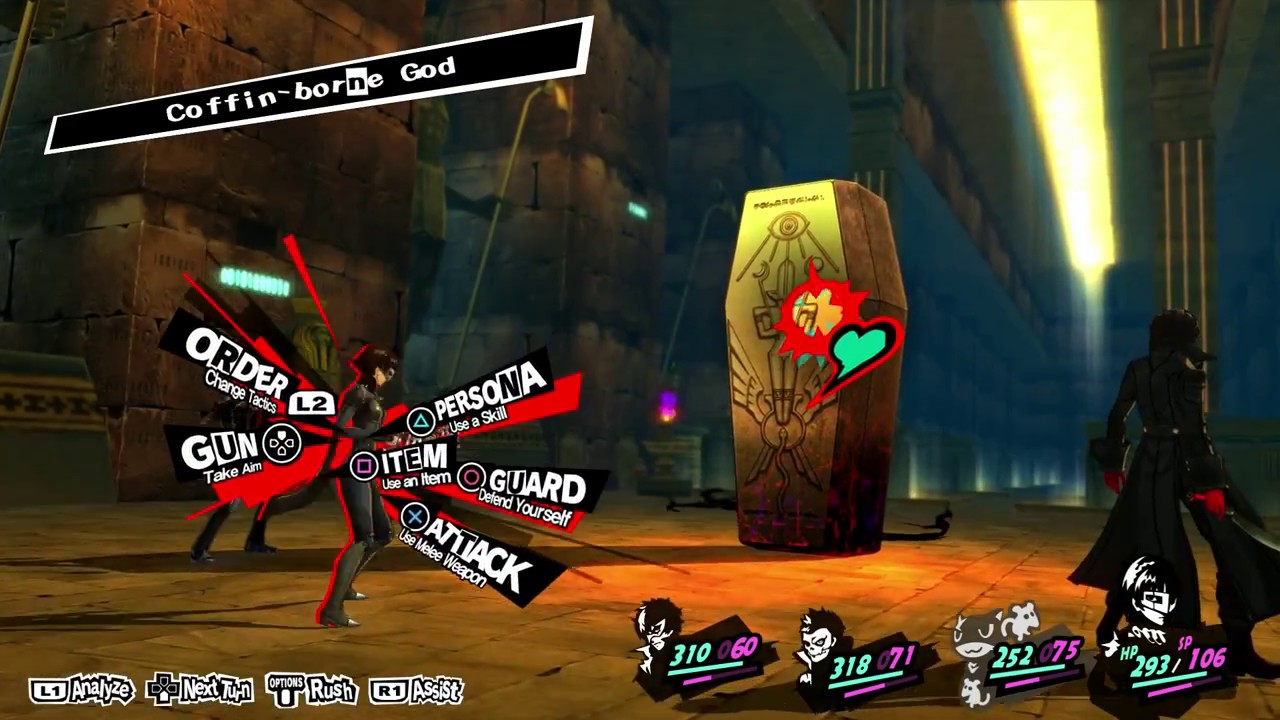 Coffin-borne God
ORDER
Change Tactics
L2
PERSONA
Use a Skill
GUN
Take Aim
ITEM
Use an Item
GUARD
Defend Yourself
ATTACK
Use Melee Weapon
310 060
318 071
252 075
HP 293/ SP 106
L1 Analyze
Next Turn
OPTIONS Rush
R1 Assist